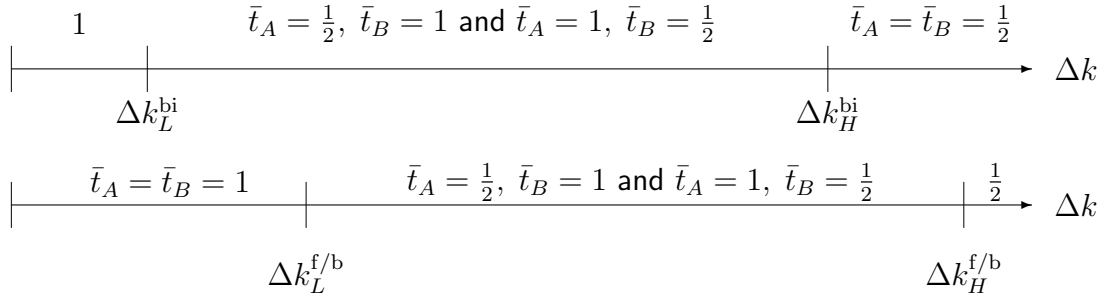 1 t̄_A = 1/2, t̄_B = 1 and t̄_A = 1, t̄_B = 1/2 t̄_A = t̄_B = 1/2
Δk
Δk_L^bi Δk_H^bi
t̄_A = t̄_B = 1 t̄_A = 1/2, t̄_B = 1 and t̄_A = 1, t̄_B = 1/2 1/2
Δk
Δk_L^f/b Δk_H^f/b